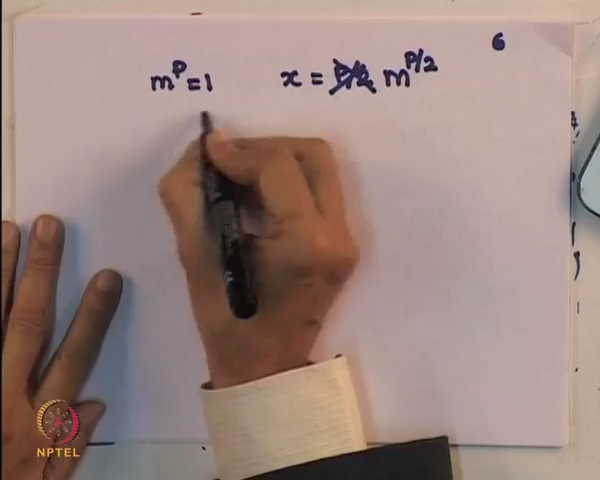 6
m^p = 1 x = m^{p/2}
NPTEL